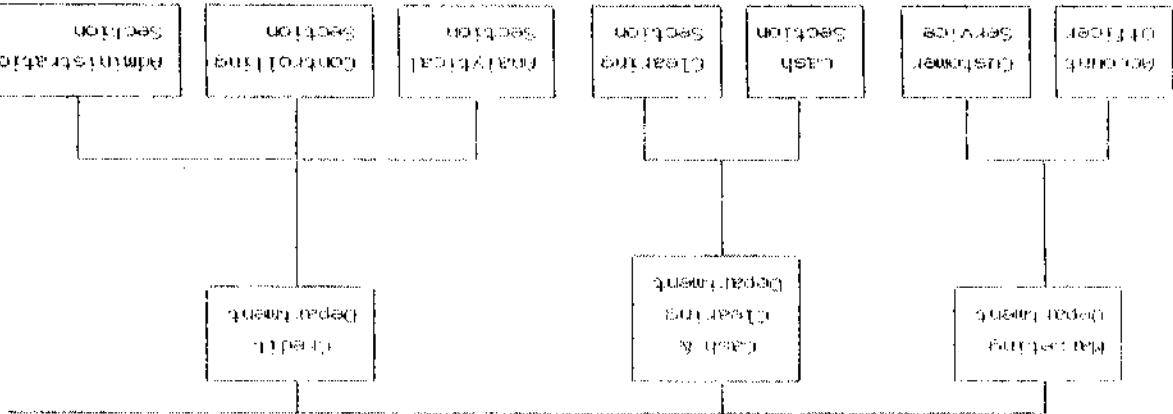 Marketing
Department
Cash &
Clearing
Department
Credit
Department
Account
Officer
Customer
Service
Cash
Section
Clearing
Section
Analytical
Section
Controlling
Section
Administratio
Section